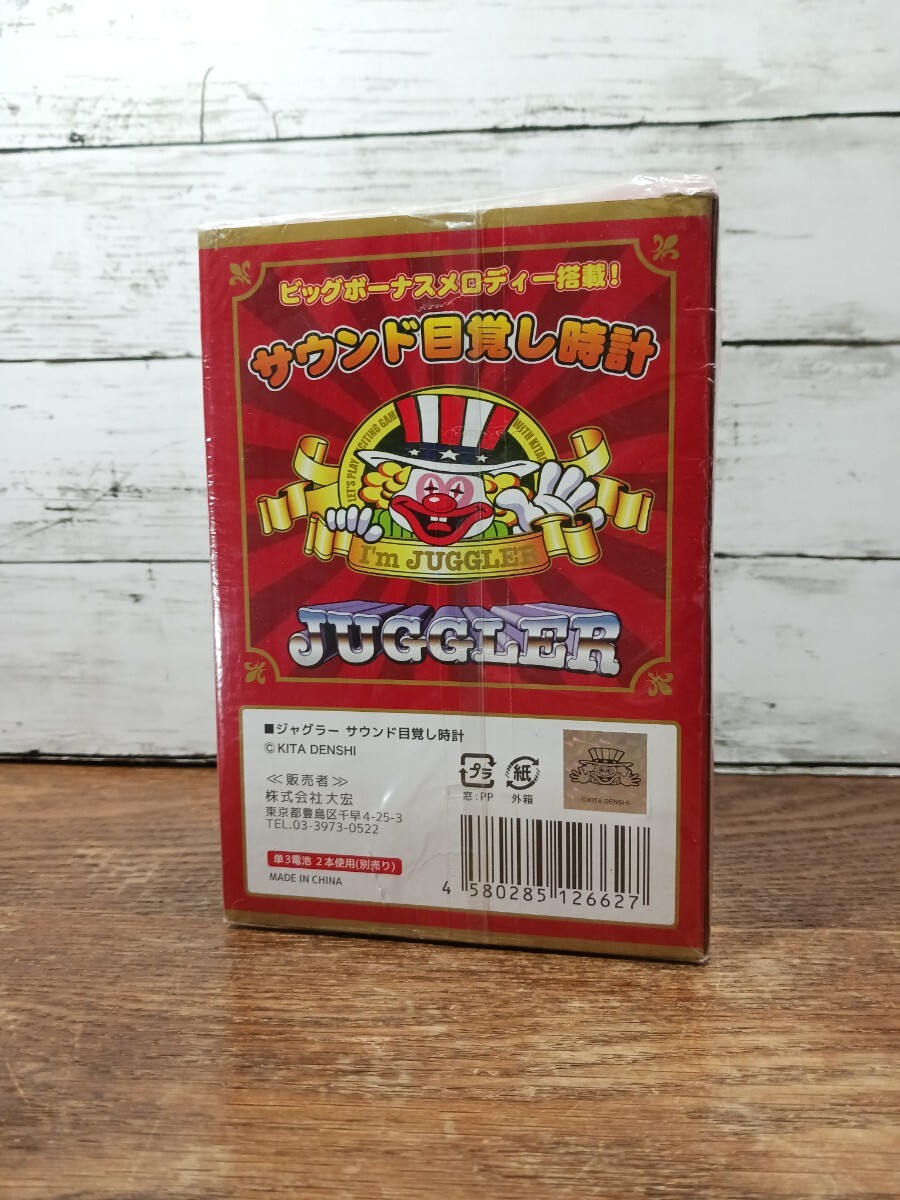 ビッグボーナスメロディー搭載!
サウンド目覚し時計
LET'S PLAY EXCITING GAM
WITH KITA
I'm JUGGLER
JUGGLER
■ジャグラー サウンド目覚し時計
© KITA DENSHI
≪販売者≫
株式会社大宏
東京都豊島区千早4-25-3
TEL.03-3973-0522
単3電池 2本使用(別売り)
MADE IN CHINA
プラ
窓:PP
紙
外箱
©KITA DENSHI
4 580285 126627